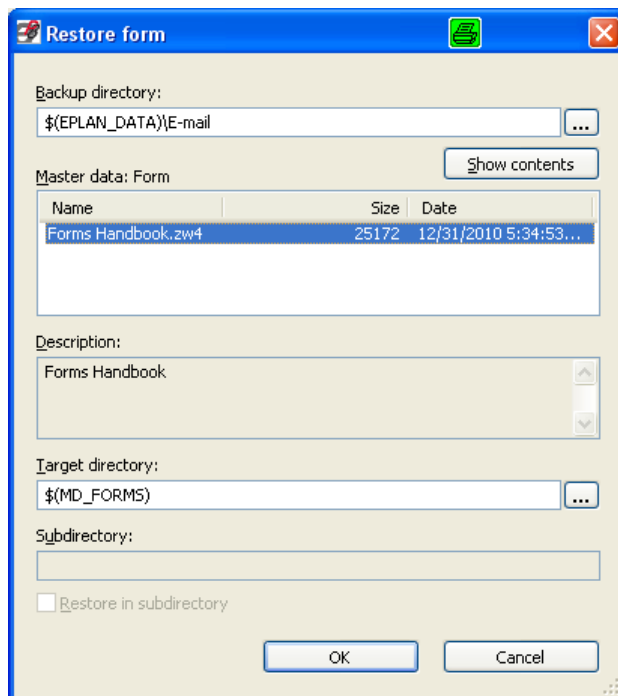 Restore form
Backup directory:
$(EPLAN_DATA)\E-mail
...
Show contents
Master data: Form
Name Size Date
Forms Handbook.zw4 25172 12/31/2010 5:34:53...
Description:
Forms Handbook
Target directory:
$(MD_FORMS)
...
Subdirectory:
Restore in subdirectory
OK Cancel